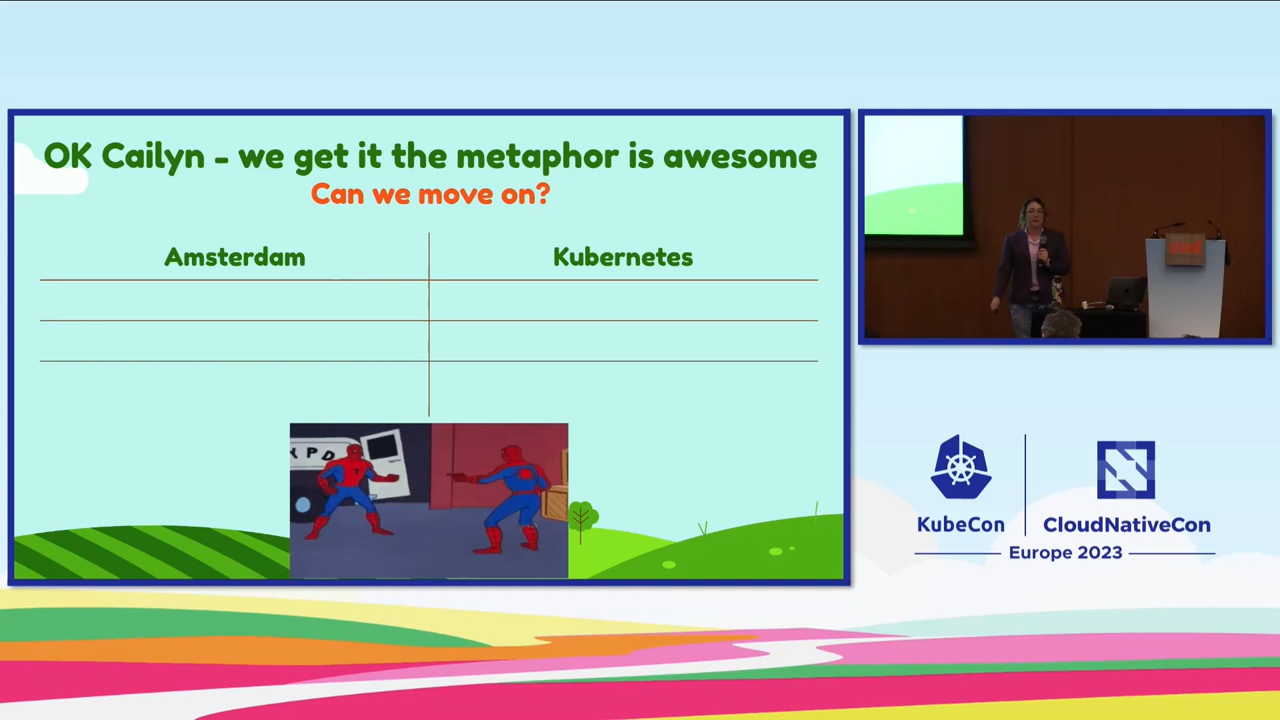 OK Cailyn - we get it the metaphor is awesome
Can we move on?
Amsterdam
Kubernetes
YPD
KubeCon
CloudNativeCon
Europe 2023